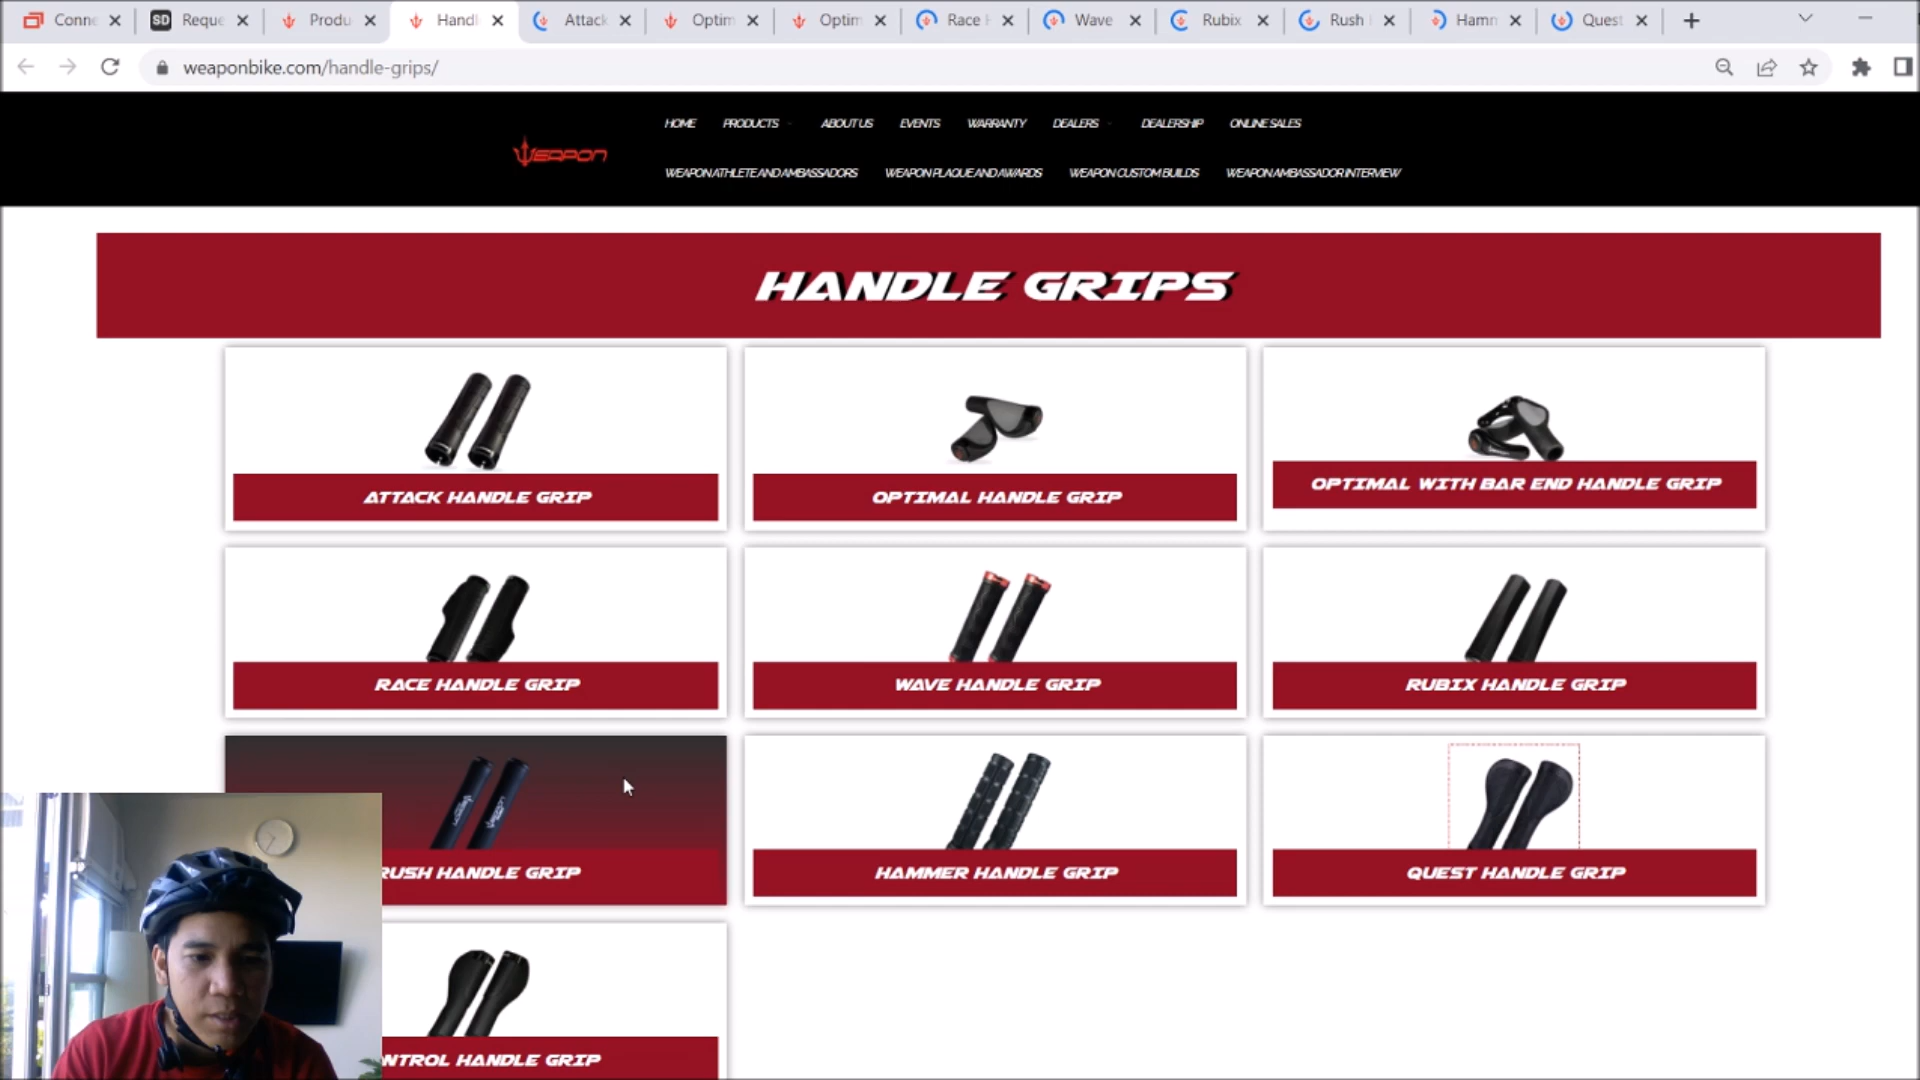 Conne
SD Reque
Produ
Handl
Attack
Optim
Optim
Race H
Wave
Rubix
Rush
Hamn
Quest
weaponbike.com/handle-grips/
WEAPON
HOME PRODUCTS ABOUT US EVENTS WARRANTY DEALERS DEALERSHIP ONLINE SALES
WEAPON ATHLETE AND AMBASSADORS WEAPON PLAQUE AND AWARDS WEAPON CUSTOM BUILDS WEAPON AMBASSADOR INTERVIEW
HANDLE GRIPS
ATTACK HANDLE GRIP
OPTIMAL HANDLE GRIP
OPTIMAL WITH BAR END HANDLE GRIP
RACE HANDLE GRIP
WAVE HANDLE GRIP
RUBIX HANDLE GRIP
RUSH HANDLE GRIP
HAMMER HANDLE GRIP
QUEST HANDLE GRIP
NTROL HANDLE GRIP